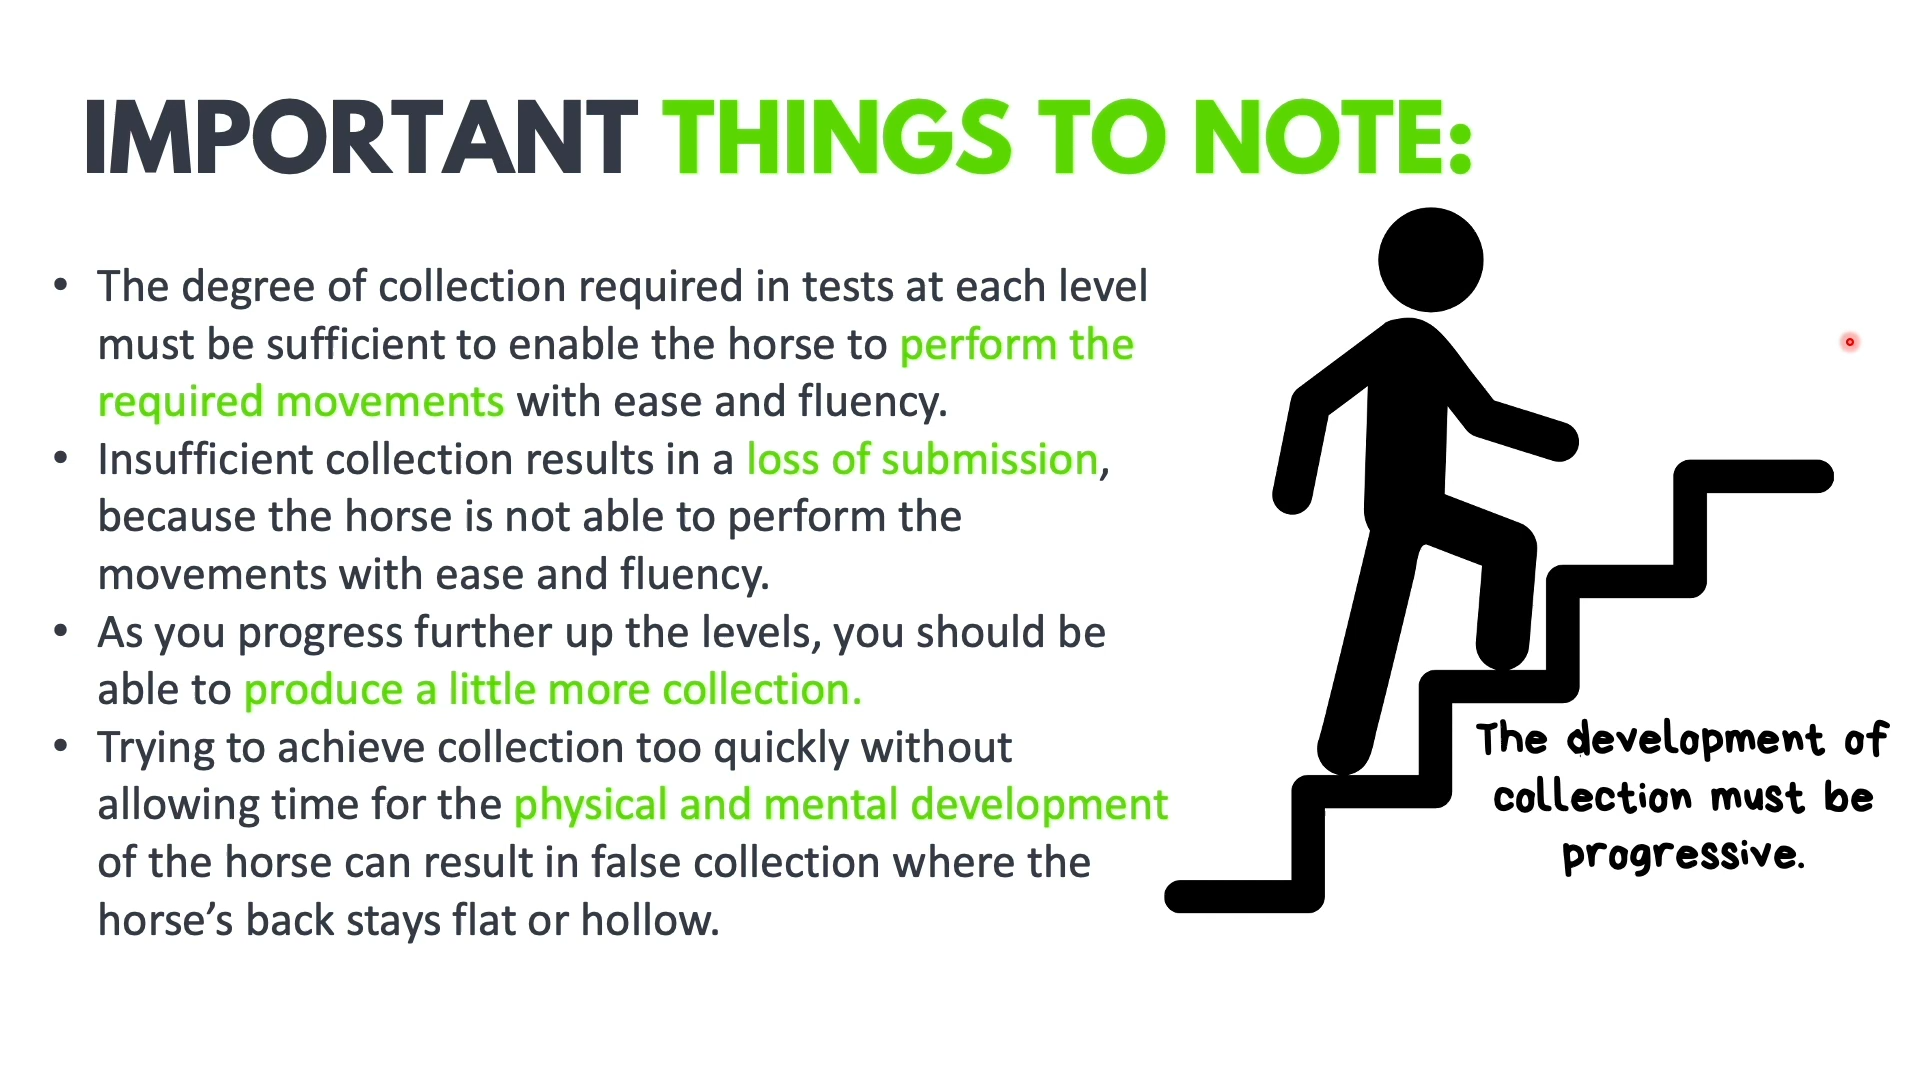 IMPORTANT THINGS TO NOTE:
• The degree of collection required in tests at each level
must be sufficient to enable the horse to perform the
required movements with ease and fluency.
• Insufficient collection results in a loss of submission,
because the horse is not able to perform the
movements with ease and fluency.
• As you progress further up the levels, you should be
able to produce a little more collection.
• Trying to achieve collection too quickly without
allowing time for the physical and mental development
of the horse can result in false collection where the
horse’s back stays flat or hollow.
The development of
collection must be
progressive.